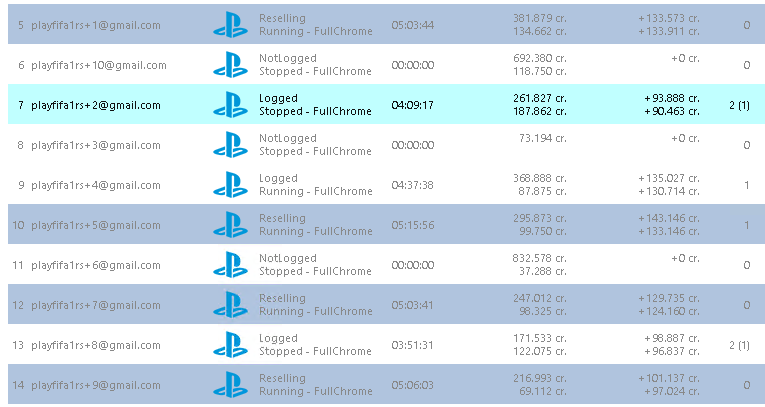 5 playfifa1rs+1@gmail.com Reselling 05:03:44 381.879 cr. +133.573 cr. 0
Running - FullChrome 134.662 cr. +133.911 cr.
6 playfifa1rs+10@gmail.com NotLogged 00:00:00 692.380 cr. +0 cr. 0
Stopped - FullChrome 118.750 cr.
7 playfifa1rs+2@gmail.com Logged 04:09:17 261.827 cr. +93.888 cr. 2 (1)
Stopped - FullChrome 187.862 cr. +90.463 cr.
8 playfifa1rs+3@gmail.com NotLogged 00:00:00 73.194 cr. +0 cr. 0
Stopped - FullChrome
9 playfifa1rs+4@gmail.com Logged 04:37:38 368.888 cr. +135.027 cr. 1
Running - FullChrome 87.875 cr. +130.714 cr.
10 playfifa1rs+5@gmail.com Reselling 05:15:56 295.873 cr. +143.146 cr. 1
Running - FullChrome 99.750 cr. +133.146 cr.
11 playfifa1rs+6@gmail.com NotLogged 00:00:00 832.578 cr. +0 cr. 0
Stopped - FullChrome 37.288 cr.
12 playfifa1rs+7@gmail.com Reselling 05:03:41 247.012 cr. +129.735 cr. 0
Running - FullChrome 98.325 cr. +124.160 cr.
13 playfifa1rs+8@gmail.com Logged 03:51:31 171.533 cr. +98.887 cr. 2 (1)
Stopped - FullChrome 122.075 cr. +96.837 cr.
14 playfifa1rs+9@gmail.com Reselling 05:06:03 216.993 cr. +101.137 cr. 0
Running - FullChrome 69.112 cr. +97.024 cr.